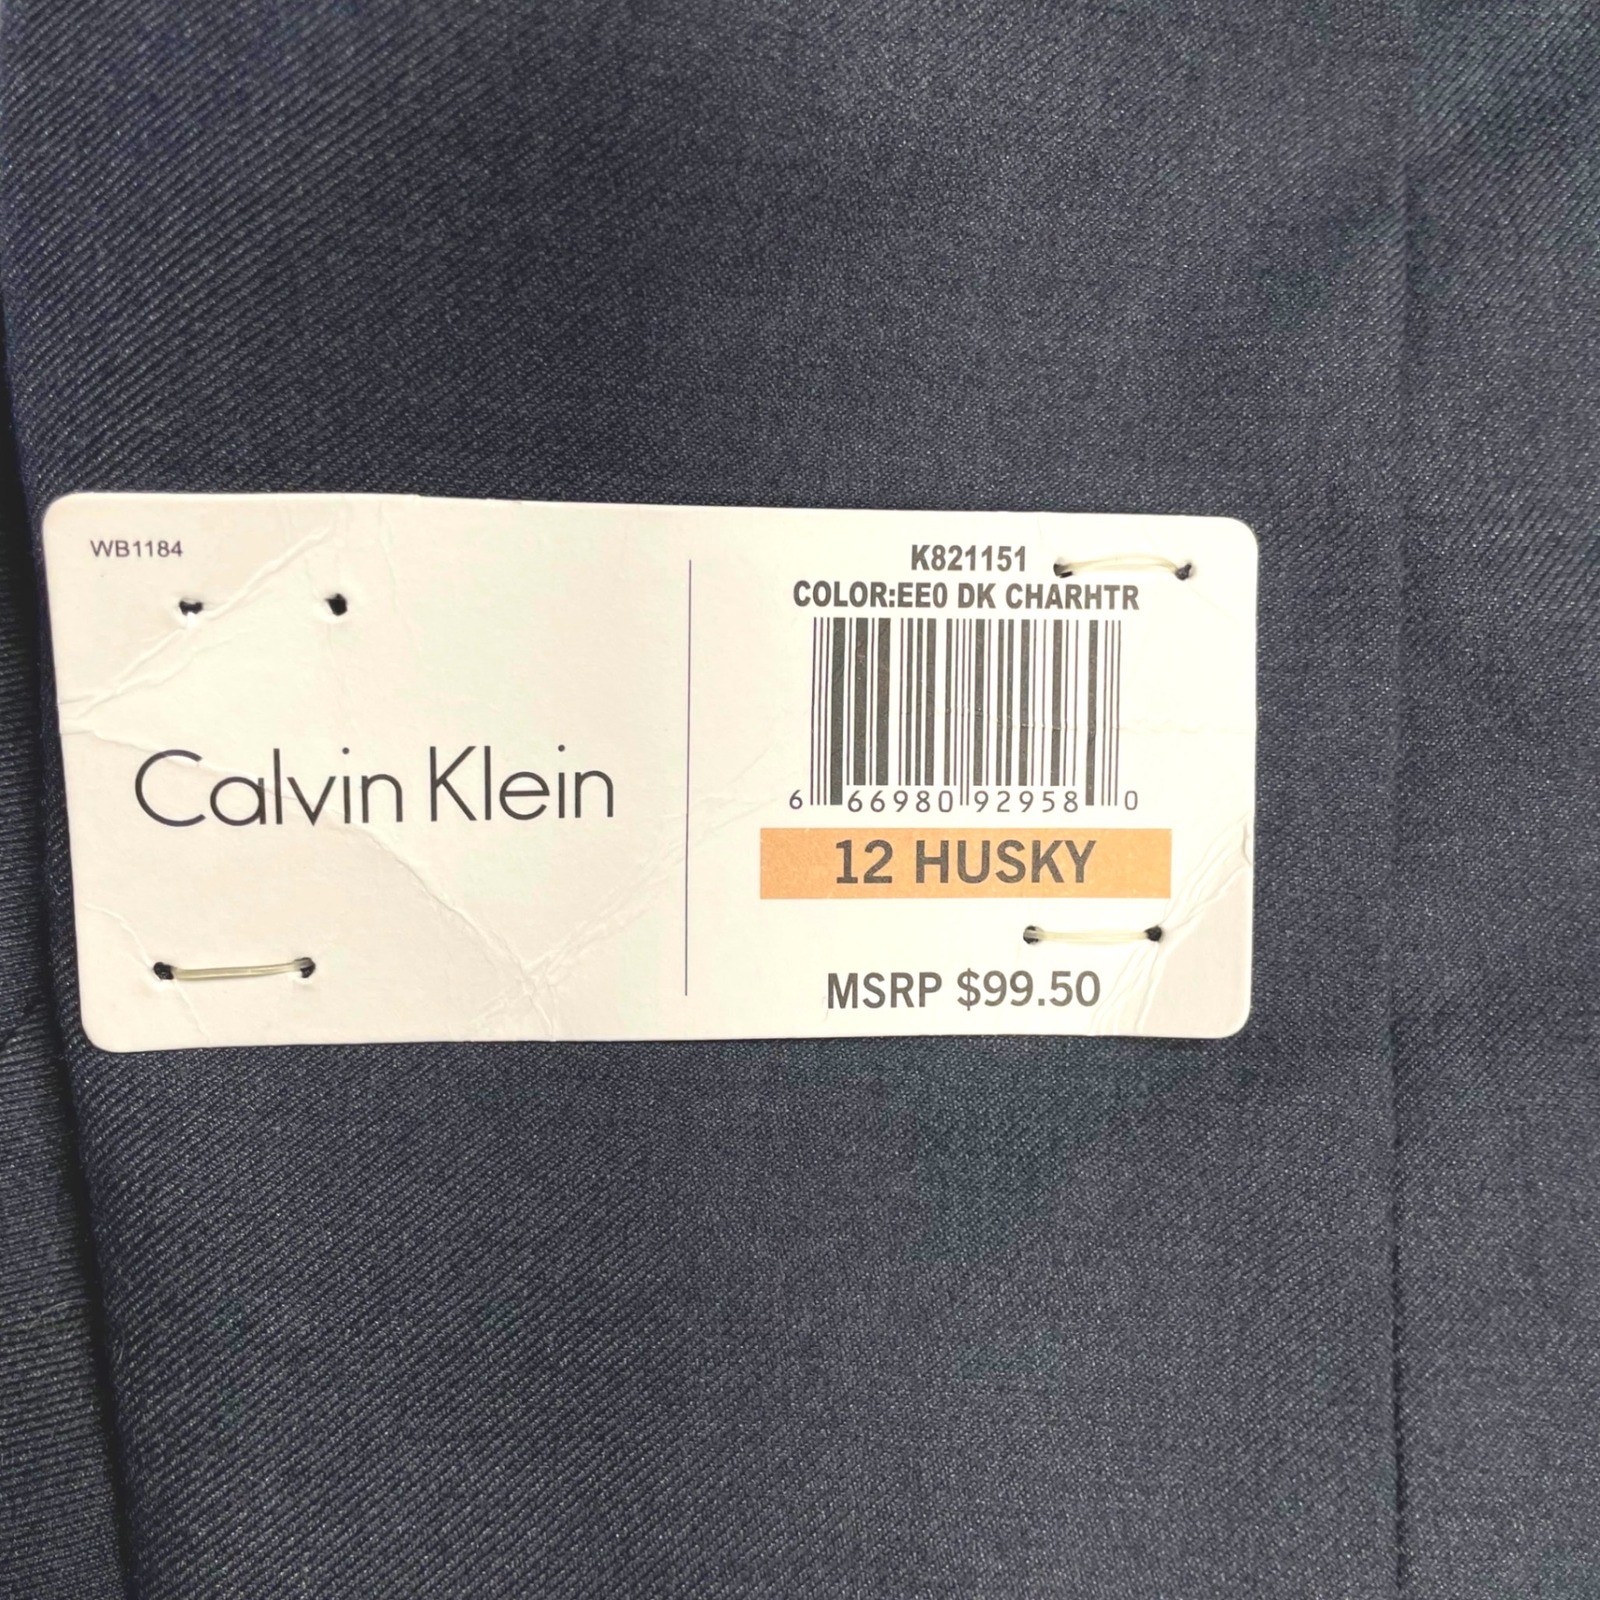 WB1184
Calvin Klein
K821151
COLOR:EE0 DK CHARHTR
6 66980 92958 0
12 HUSKY
MSRP $99.50